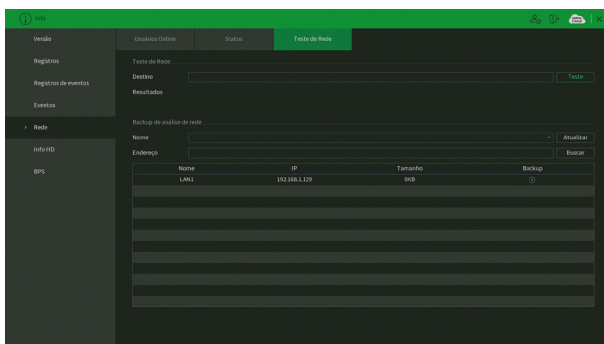 Info
Versão
Registros
Registros de eventos
Eventos
Rede
Info HD
BPS
Usuários Online Status Teste de Rede
Teste de Rede
Destino Teste
Resultados
Backup de análise de rede
Nome Atualizar
Endereço Buscar
Nome IP Tamanho Backup
LAN1 192.168.1.129 0KB